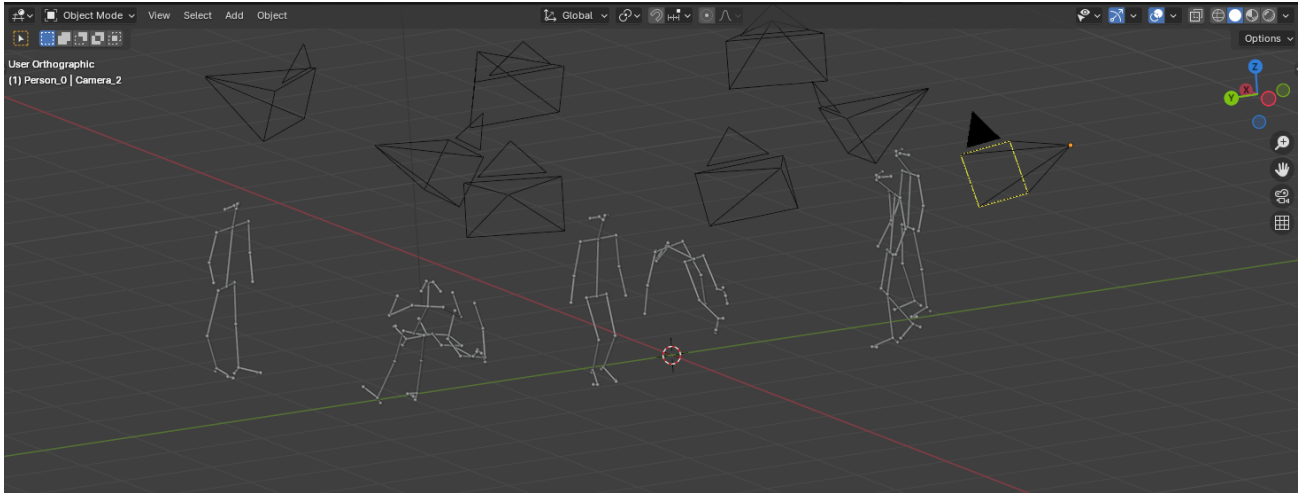 Object Mode View Select Add Object Global
Options
User Orthographic
(1) Person_0 | Camera_2
Z
X
Y